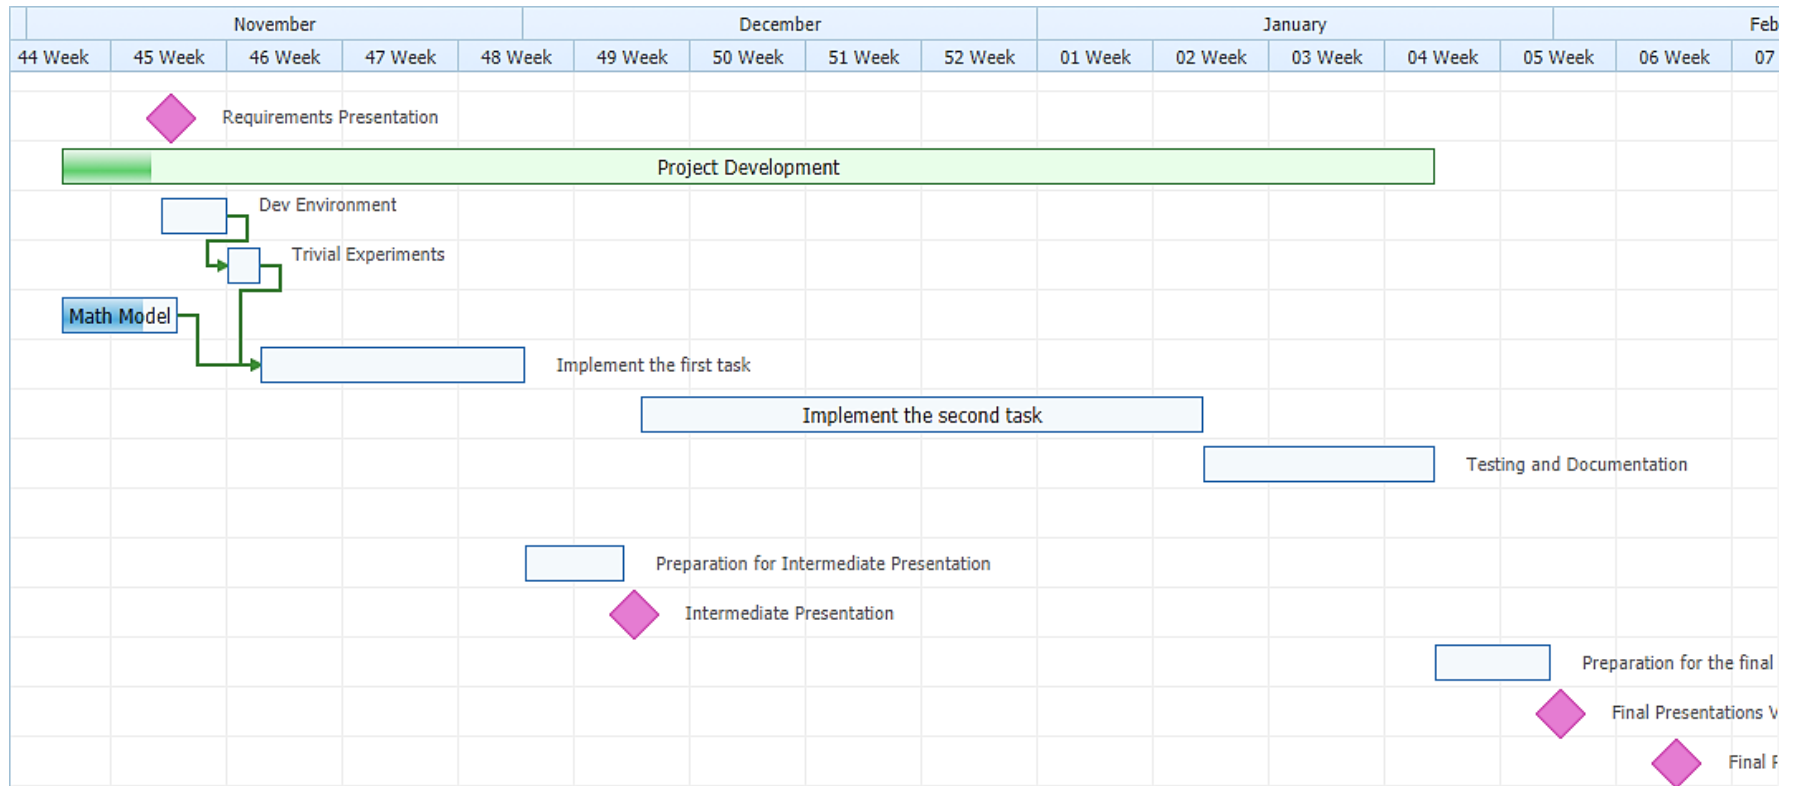 November December January Feb
44 Week 45 Week 46 Week 47 Week 48 Week 49 Week 50 Week 51 Week 52 Week 01 Week 02 Week 03 Week 04 Week 05 Week 06 Week 07
Requirements Presentation
Project Development
Dev Environment
Trivial Experiments
Math Model
Implement the first task
Implement the second task
Testing and Documentation
Preparation for Intermediate Presentation
Intermediate Presentation
Preparation for the final
Final Presentations
Final